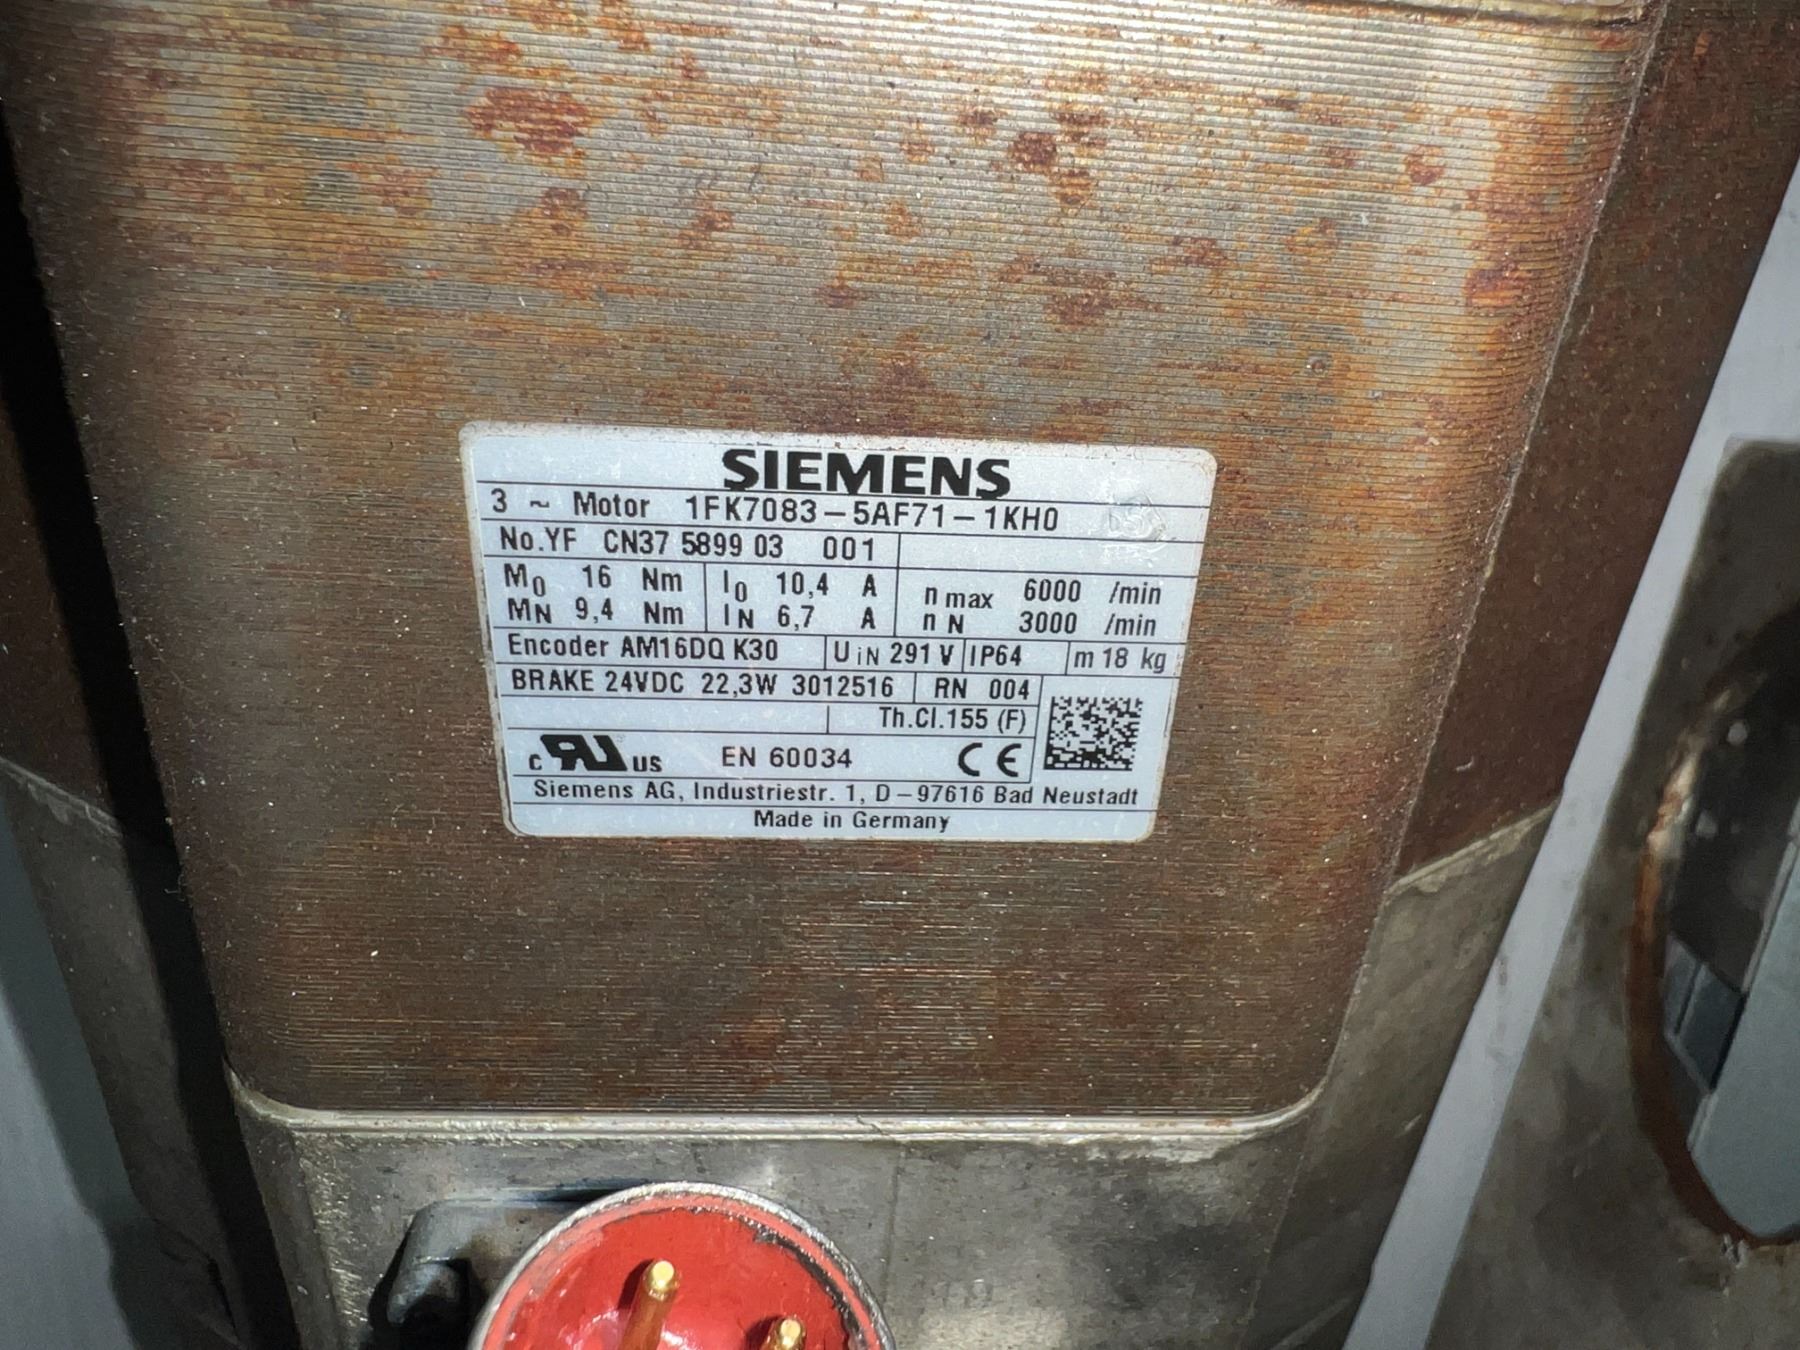 SIEMENS
3 ~ Motor 1FK7083-5AF71-1KH0
No.YF CN37 5899 03 001
M0 16 Nm I0 10,4 A n max 6000 /min
MN 9,4 Nm IN 6,7 A n N 3000 /min
Encoder AM16DQ K30 UiN 291 V IP64 m 18 kg
BRAKE 24VDC 22,3W 3012516 RN 004
Th.Cl.155 (F)
c RU us EN 60034 CE
Siemens AG, Industriestr. 1, D-97616 Bad Neustadt
Made in Germany